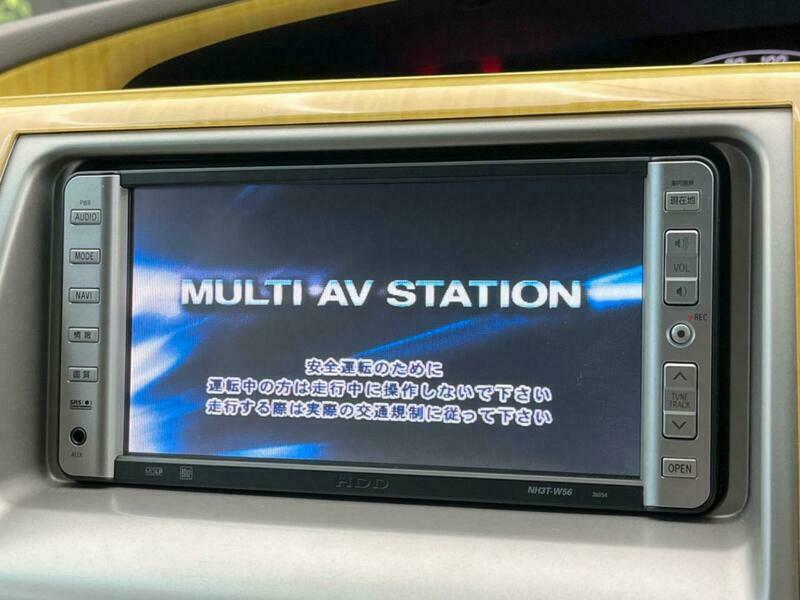 80 100
PWR
AUDIO
MODE
NAVI
情報
画質
SRS
AUX
MULTI AV STATION
安全運転のために
運転中の方は走行中に操作しないで下さい
走行する際は実際の交通規制に従って下さい
現在地
VOL
REC
TUNE
TRACK
OPEN
HDD
NH3T-W56